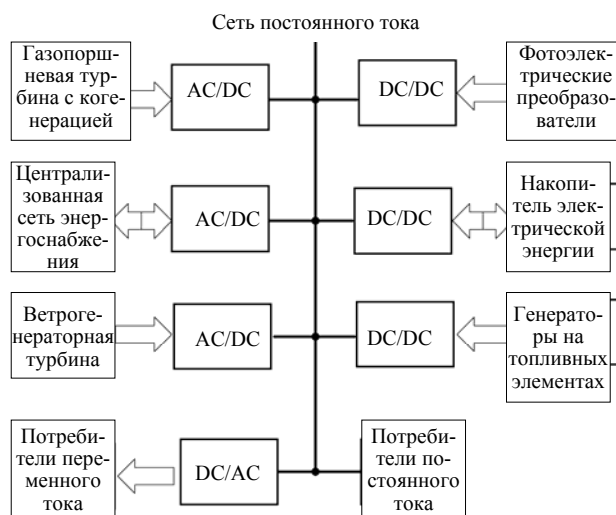 Сеть постоянного тока
Газопорш-
невая тур-
бина с коге-
нерацией
AC/DC
DC/DC
Фотоэлек-
трические
преобразо-
ватели
Централи-
зованная
сеть энер-
госнабже-
ния
AC/DC
DC/DC
Накопи-
тель элек-
трической
энергии
Ветроге-
нераторная
турбина
AC/DC
DC/DC
Генерато-
ры на
топливных
элементах
Потреби-
тели пере-
менного
тока
DC/AC
Потреби-
тели по-
стоянного
тока